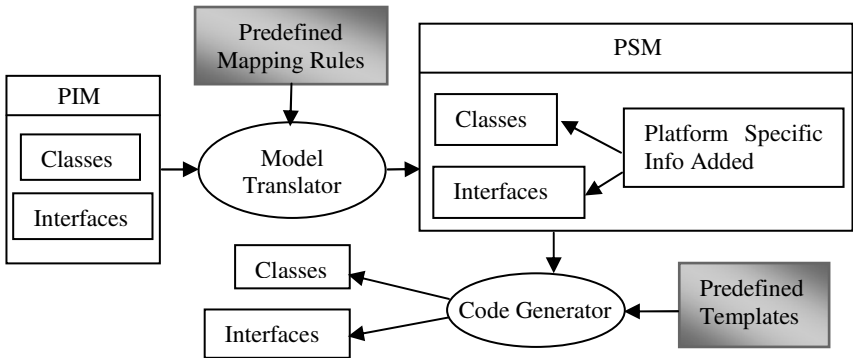 Predefined
Mapping Rules
PSM
PIM
Classes
Interfaces
Model
Translator
Classes
Interfaces
Platform Specific
Info Added
Classes
Interfaces
Code Generator
Predefined
Templates